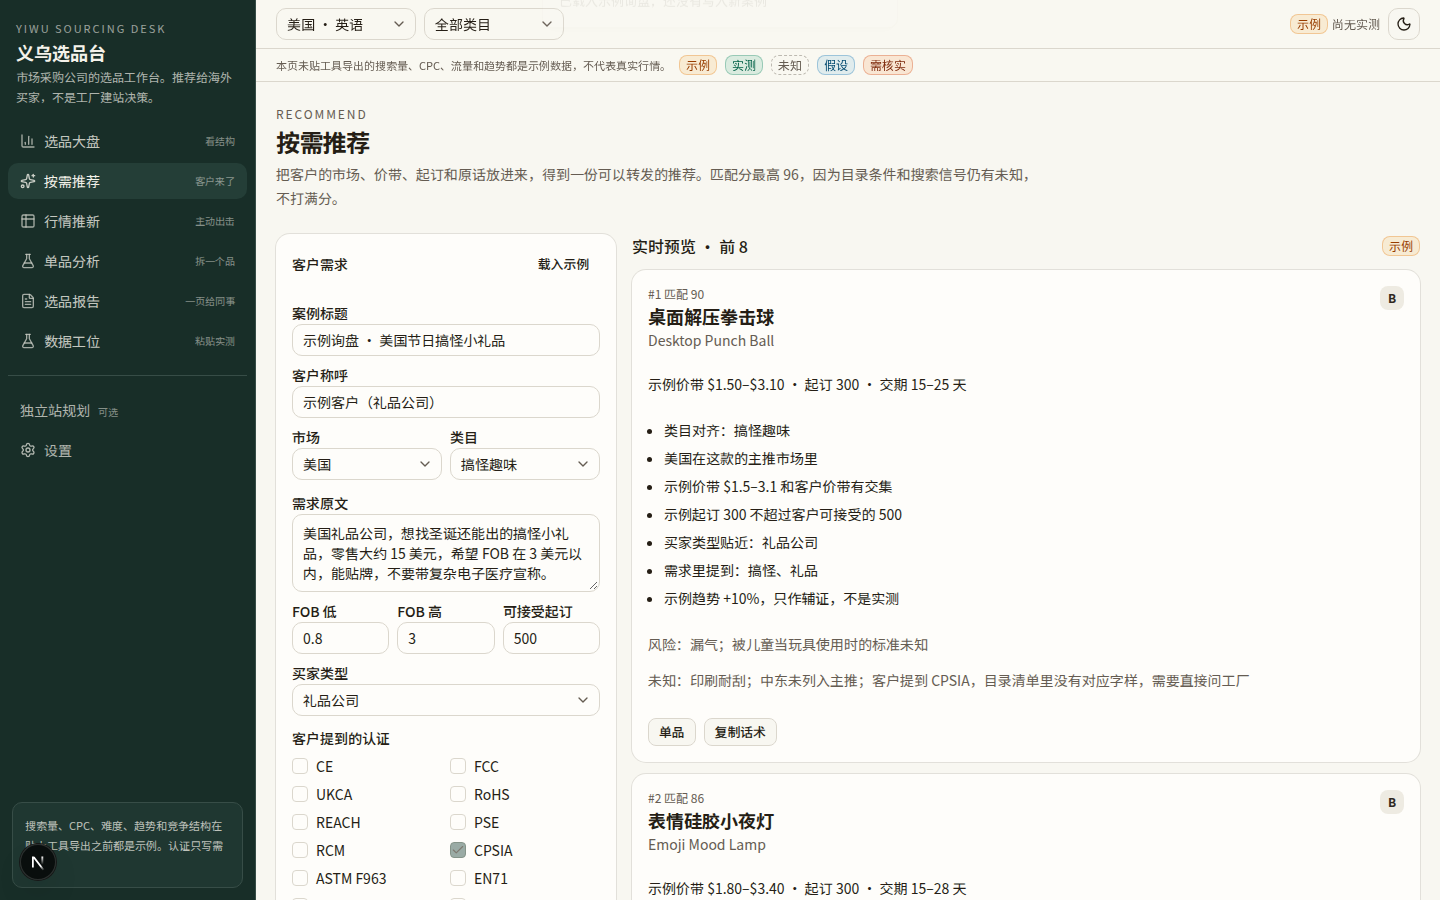 YIWU SOURCING DESK
义乌选品台
市场采购公司的选品工作台。推荐给海外
买家，不是工厂建站决策。
选品大盘 看结构
按需推荐 客户来了
行情推新 主动出击
单品分析 拆一个品
选品报告 一页给同事
数据工位 粘贴实测
独立站规划 可选
设置
搜索量、CPC、难度、趋势和竞争结构在
工具导出之前都是示例。认证只写需
N
已载入示例询盘，还没有写入新案例
美国 · 英语
全部类目
示例 尚无实测
本页未贴工具导出的搜索量、CPC、流量和趋势都是示例数据，不代表真实行情。 示例 实测 未知 假设 需核实
RECOMMEND
按需推荐
把客户的市场、价带、起订和原话放进来，得到一份可以转发的推荐。匹配分最高 96，因为目录条件和搜索信号仍有未知，
不打满分。
客户需求 载入示例
案例标题
示例询盘 · 美国节日搞怪小礼品
客户称呼
示例客户（礼品公司）
市场 类目
美国 搞怪趣味
需求原文
美国礼品公司，想找圣诞还能出的搞怪小礼
品，零售大约 15 美元，希望 FOB 在 3 美元以
内，能贴牌，不要带复杂电子医疗宣称。
FOB 低 FOB 高 可接受起订
0.8 3 500
买家类型
礼品公司
客户提到的认证
CE FCC
UKCA RoHS
REACH PSE
RCM CPSIA
ASTM F963 EN71
实时预览 · 前 8 示例
#1 匹配 90 B
桌面解压拳击球
Desktop Punch Ball
示例价带 $1.50–$3.10 · 起订 300 · 交期 15–25 天
类目对齐：搞怪趣味
美国在这款的主推市场里
示例价带 $1.5–3.1 和客户价带有交集
示例起订 300 不超过客户可接受的 500
买家类型贴近：礼品公司
需求里提到：搞怪、礼品
示例趋势 +10%，只作辅证，不是实测
风险：漏气；被儿童当玩具使用时的标准未知
未知：印刷耐刮；中东未列入主推；客户提到 CPSIA，目录清单里没有对应字样，需要直接问工厂
单品 复制话术
#2 匹配 86 B
表情硅胶小夜灯
Emoji Mood Lamp
示例价带 $1.80–$3.40 · 起订 300 · 交期 15–28 天